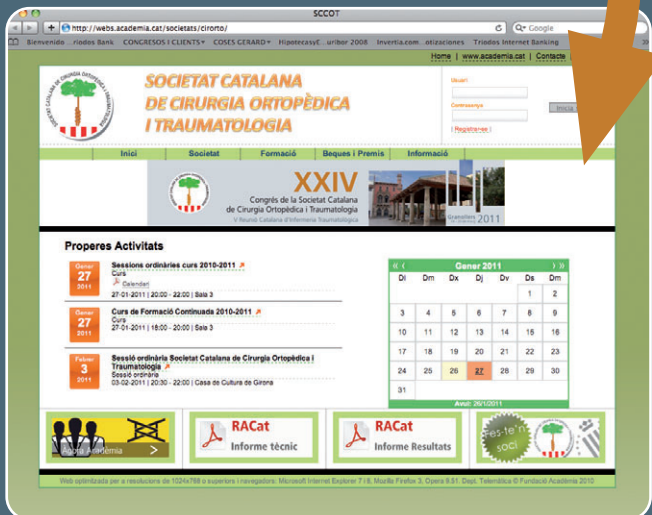 SCCOT
http://webs.academia.cat/societats/cirorto/
Google
CONGRESOS I CLIENTS COSES GERARD HipotecasyE...uribor 2008 Invertia.com...otizaciones Triodos Internet Banking
Home | www.academia.cat | Contacte |
SOCIETAT CATALANA
DE CIRURGIA ORTOPÈDICA
I TRAUMATOLOGIA
Usuari
Contrasenya
Inicia
| Registrar-se |
Inici Societat Formació Beques i Premis Informació
XXIV
Congrés de la Societat Catalana
de Cirurgia Ortopèdica i Traumatologia
V Reunió Catalana d'Infermeria Traumatològica
Granollers
2011
Properes Activitats
Gener
27
2011
Sessions ordinàries curs 2010-2011
Curs
Calendari
27-01-2011 | 20:00 - 22:00 | Sala 3
Gener
27
2011
Curs de Formació Continuada 2010-2011
Curs
27-01-2011 | 18:00 - 20:00 | Sala 3
Febrer
3
2011
Sessió ordinària Societat Catalana de Cirurgia Ortopèdica i
Traumatologia
Sessió ordinària
03-02-2011 | 20:30 - 22:00 | Casa de Cultura de Girona
Gener 2011
Dl Dm Dx Dj Dv Ds Dm
1 2
3 4 5 6 7 8 9
10 11 12 13 14 15 16
17 18 19 20 21 22 23
24 25 26 27 28 29 30
31
Avui: 26/1/2011
Àgora Acadèmia >
RACat
Informe tècnic
RACat
Informe Resultats
Fes-te'n
soci
Web optimitzada per a resolucions de 1024x768 o superiors i navegadors: Microsoft Internet Explorer 7 i 8, Mozilla Firefox 3, Opera 9.51. Dept. Telemàtica © Fundació Acadèmia 2010